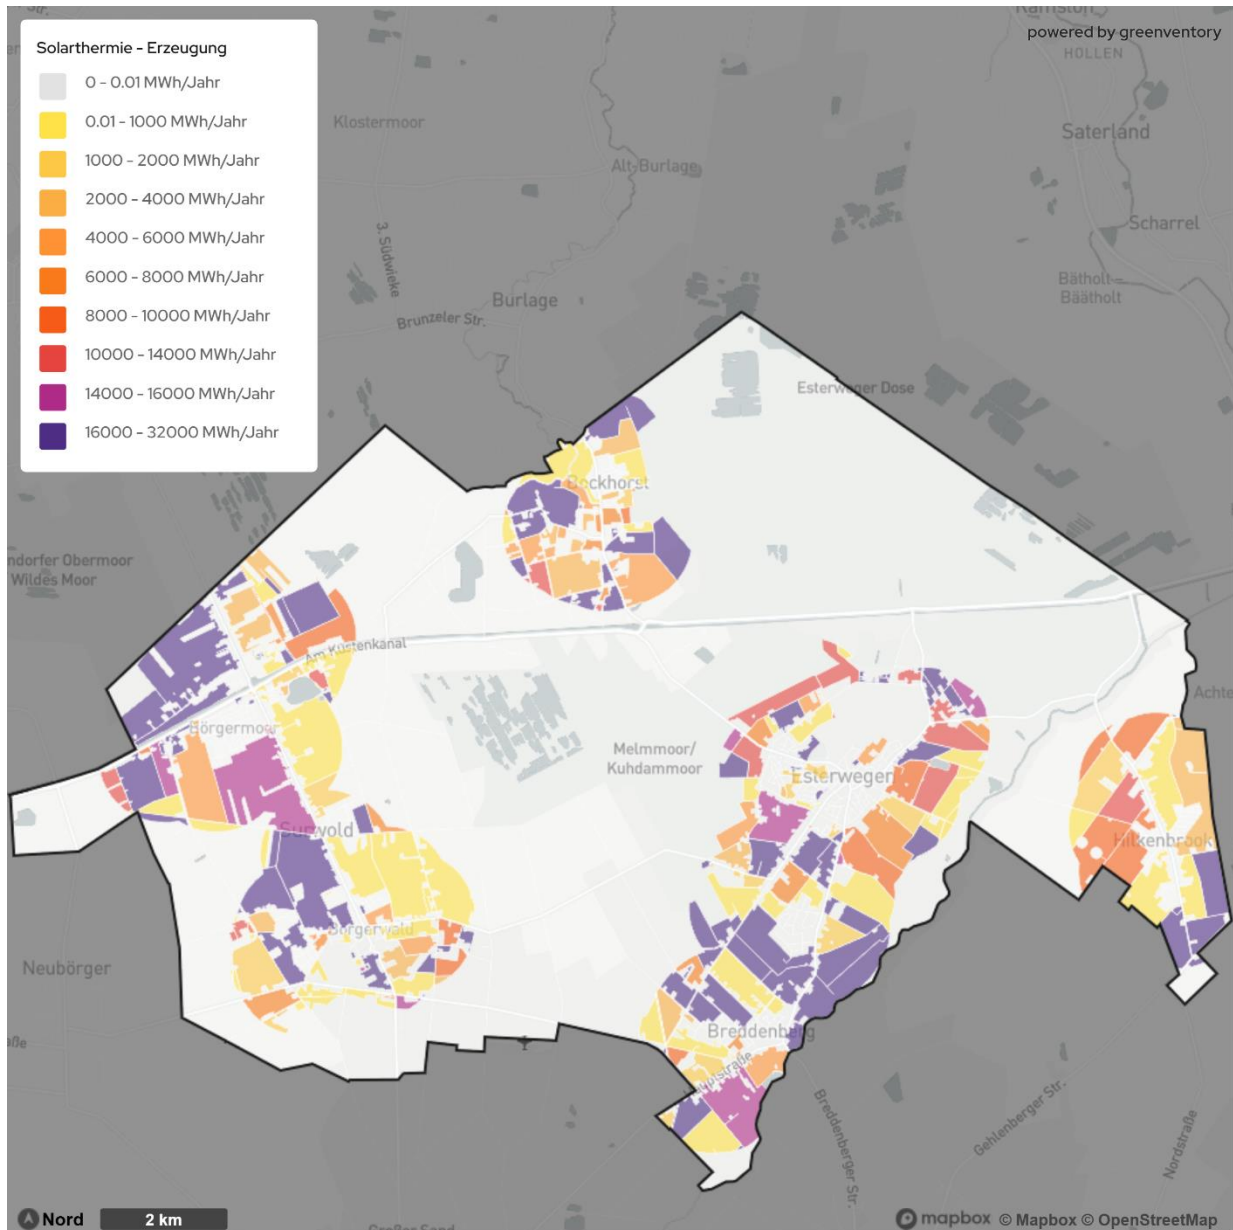 Solarthermie - Erzeugung
0 - 0.01 MWh/Jahr
0.01 - 1000 MWh/Jahr
1000 - 2000 MWh/Jahr
2000 - 4000 MWh/Jahr
4000 - 6000 MWh/Jahr
6000 - 8000 MWh/Jahr
8000 - 10000 MWh/Jahr
10000 - 14000 MWh/Jahr
14000 - 16000 MWh/Jahr
16000 - 32000 MWh/Jahr
powered by greenventory
HOLLEN
Klostermoor
Saterland
Alt-Burlage
Scharrel
3. Südwieke
Bätholt -
Bäätholt
Burlage
Brunzeler Str.
Esterweger Dose
Bockhorst
ndorfer Obermoor
Wildes Moor
Am Küstenkanal
Achte
Börgermoor
Melmmoor/
Kuhdammoor
Esterwegen
Surwold
Hilkenbrook
Börgerwald
Neubörger
Breddenberg
Hauptstraße
Breddenberger Str.
Gehlenberger Str.
Nordstraße
Nord
2 km
mapbox © Mapbox © OpenStreetMap